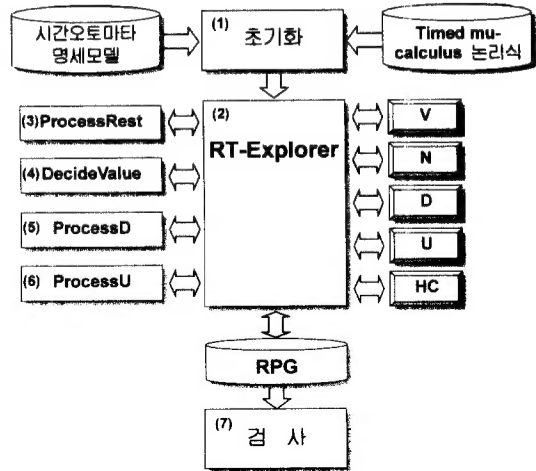 시간오토마타
명세모델
(1)
초기화
Timed mu-
calculus 논리식
(2)
RT-Explorer
(3) ProcessRest
(4) DecideValue
(5) ProcessD
(6) ProcessU
V
N
D
U
HC
RPG
(7)
검 사